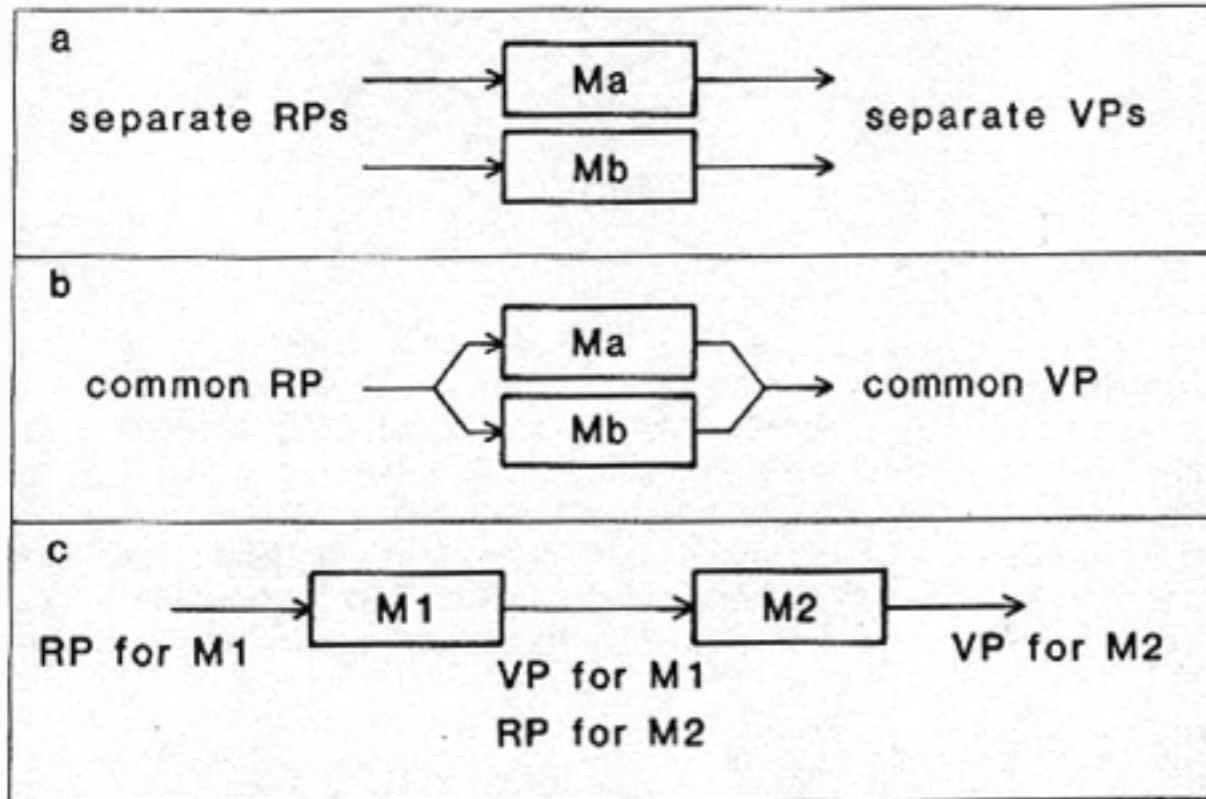 a
Ma
separate RPs
separate VPs
Mb
b
Ma
common RP
common VP
Mb
c
M1
M2
RP for M1
VP for M2
VP for M1
RP for M2